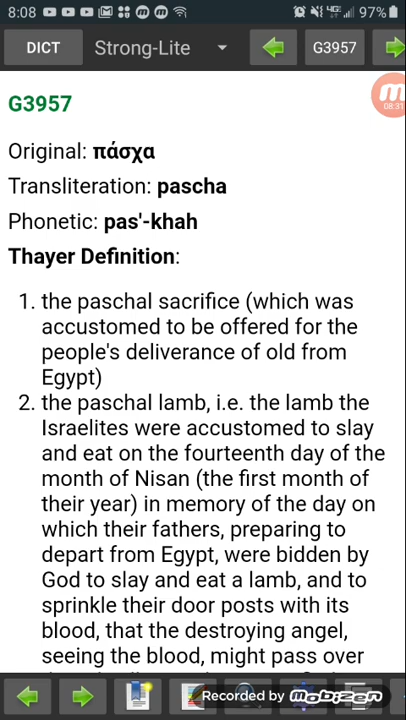 8:08
97%
DICT
Strong-Lite
G3957
08:31
G3957
Original: πάσχα
Transliteration: pascha
Phonetic: pas'-khah
Thayer Definition:
1. the paschal sacrifice (which was
accustomed to be offered for the
people's deliverance of old from
Egypt)
2. the paschal lamb, i.e. the lamb the
Israelites were accustomed to slay
and eat on the fourteenth day of the
month of Nisan (the first month of
their year) in memory of the day on
which their fathers, preparing to
depart from Egypt, were bidden by
God to slay and eat a lamb, and to
sprinkle their door posts with its
blood, that the destroying angel,
seeing the blood, might pass over
Recorded by mobizen